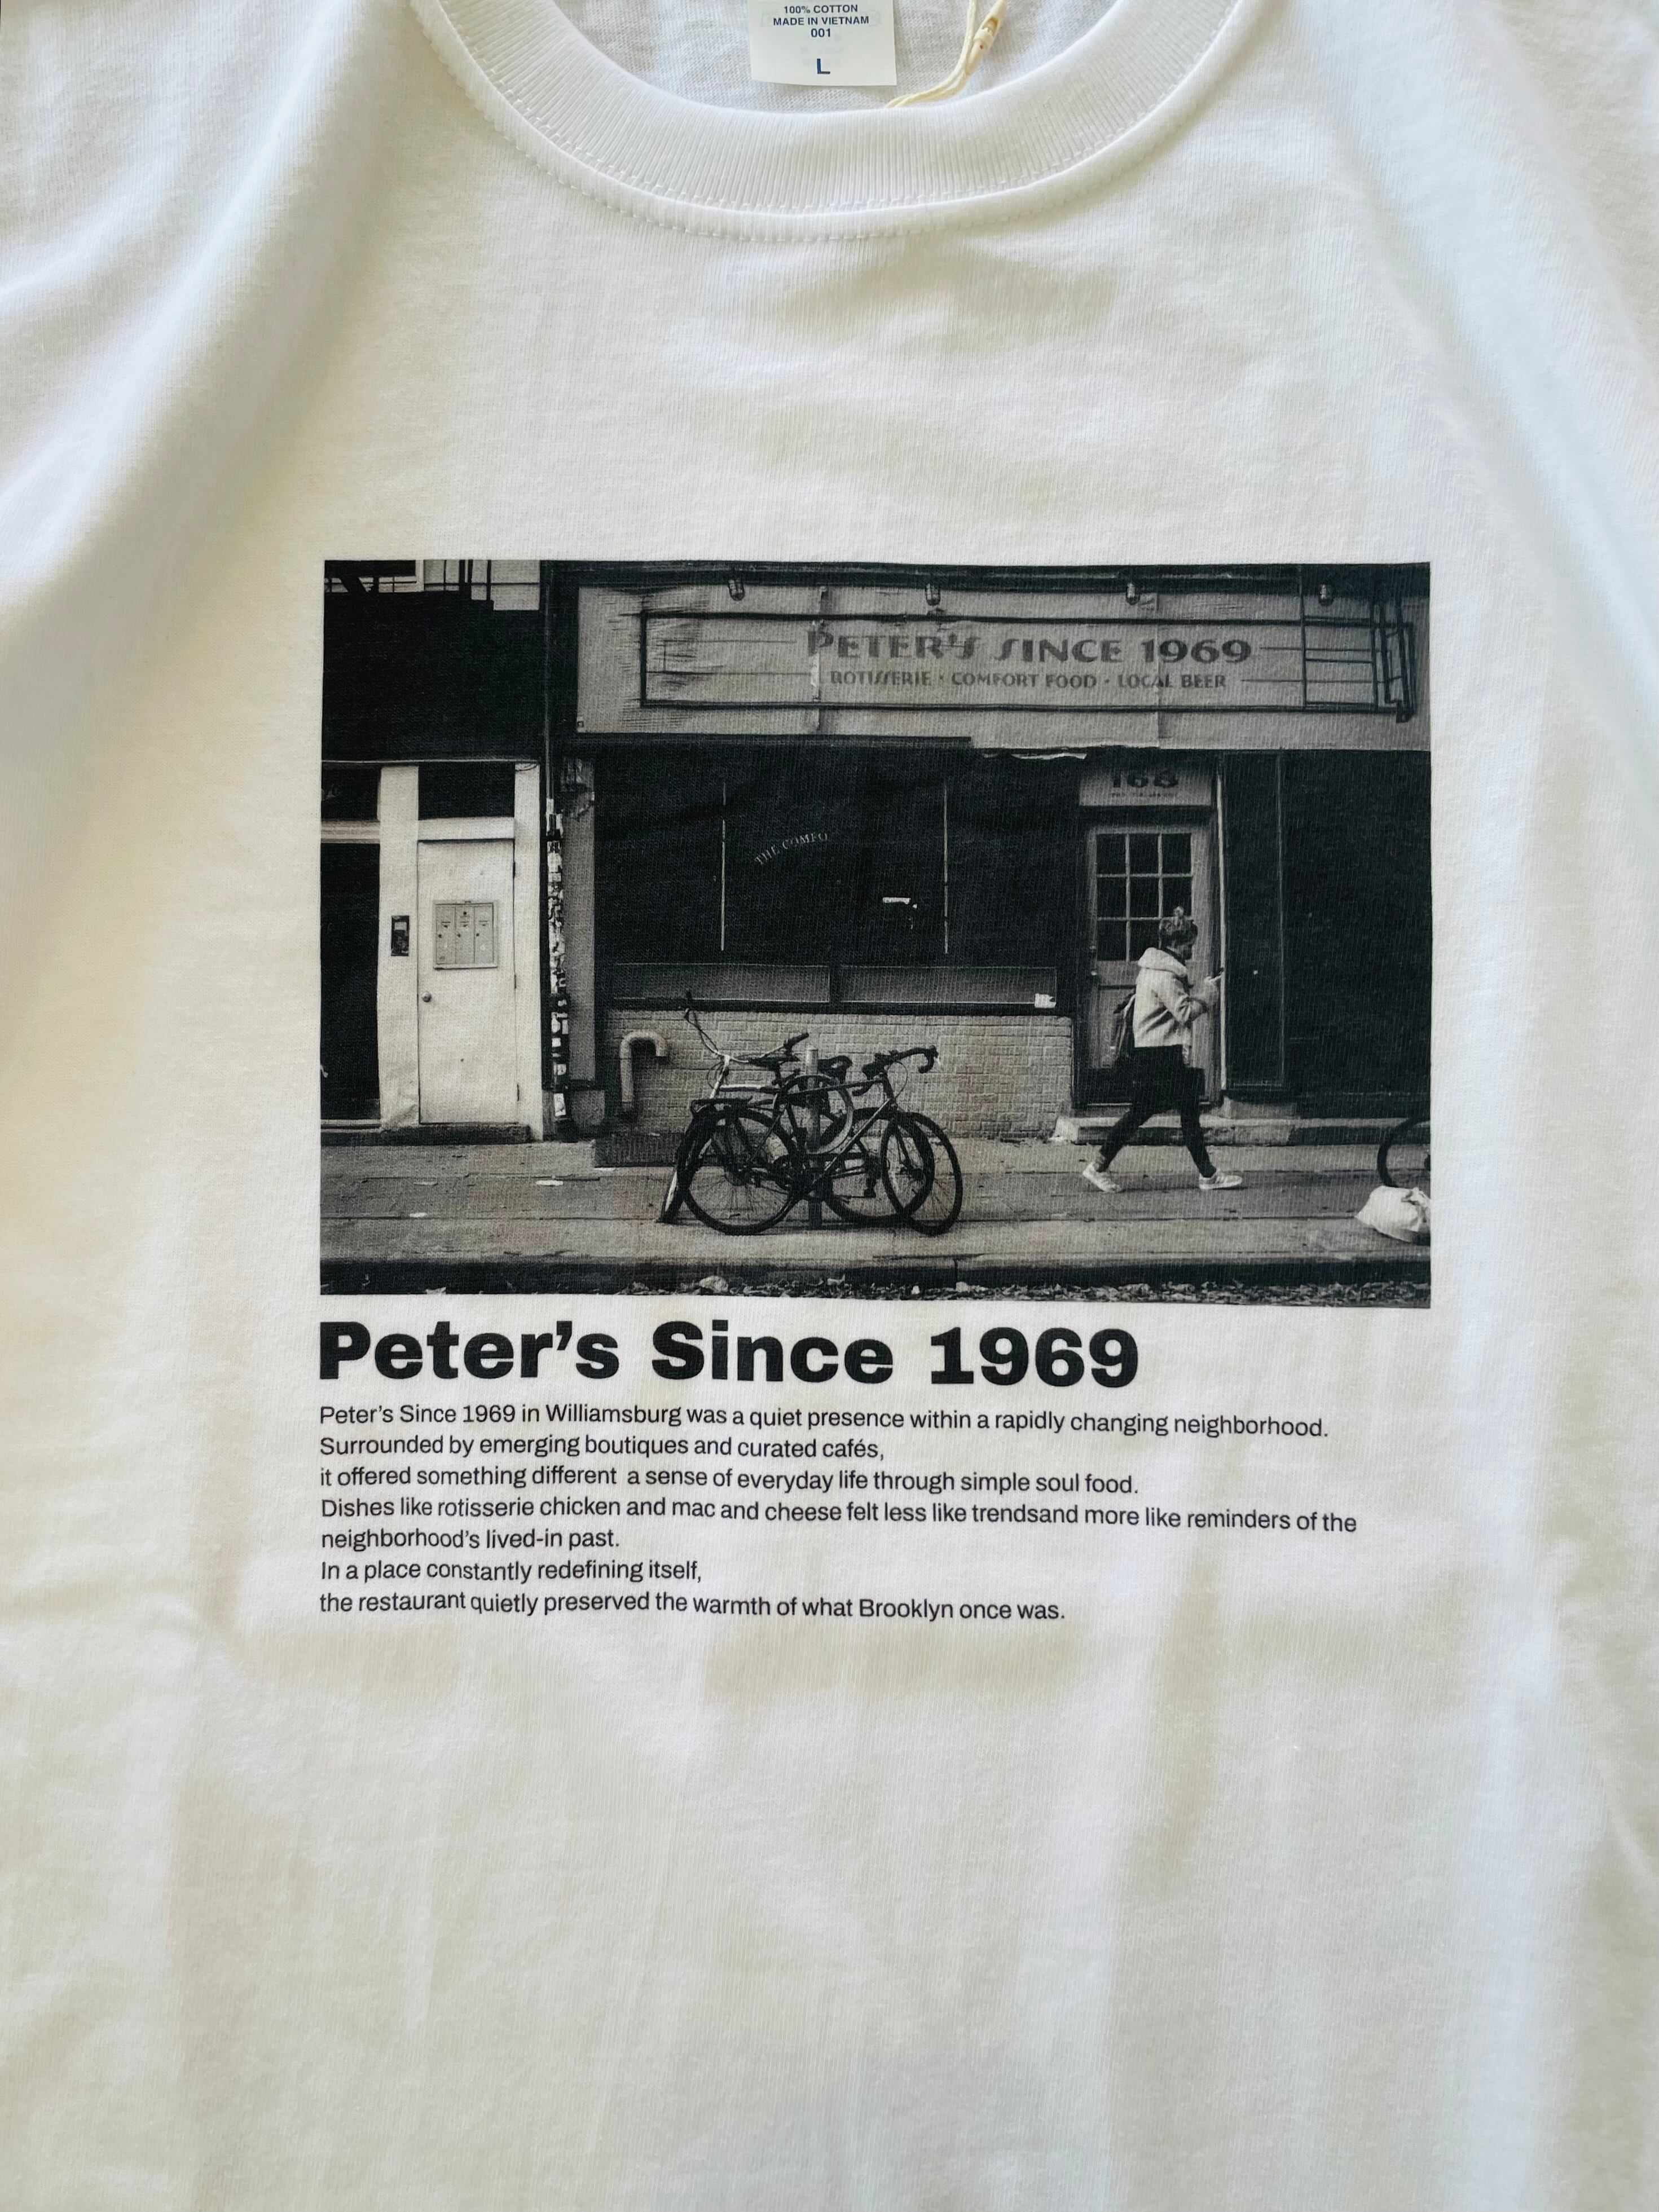 100% COTTON
MADE IN VIETNAM
001
L
PETER'S SINCE 1969
ROTISSERIE · COMFORT FOOD · LOCAL BEER
168
THE COMFO
Peter’s Since 1969
Peter’s Since 1969 in Williamsburg was a quiet presence within a rapidly changing neighborhood.
Surrounded by emerging boutiques and curated cafés,
it offered something different  a sense of everyday life through simple soul food.
Dishes like rotisserie chicken and mac and cheese felt less like trendsand more like reminders of the
neighborhood’s lived-in past.
In a place constantly redefining itself,
the restaurant quietly preserved the warmth of what Brooklyn once was.